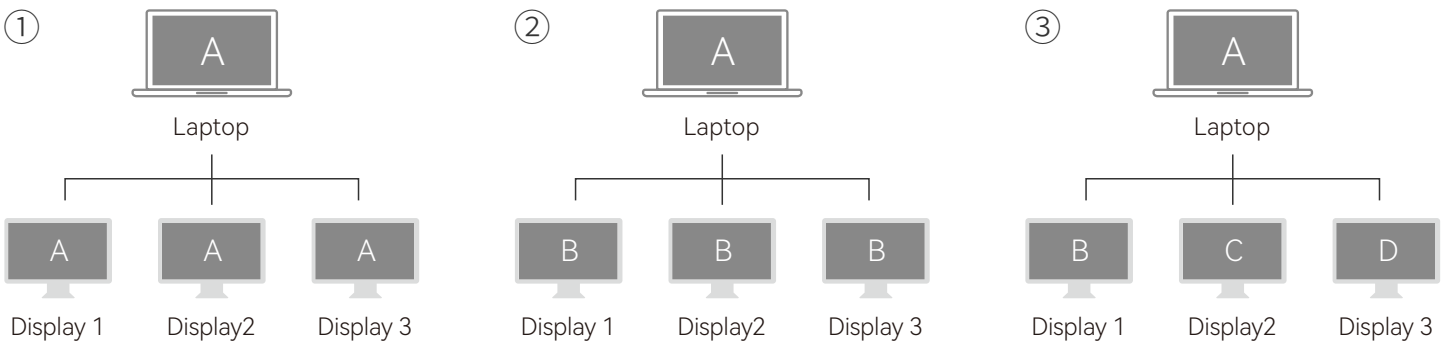 ① A
Laptop
A A A
Display 1 Display2 Display 3
② A
Laptop
B B B
Display 1 Display2 Display 3
③ A
Laptop
B C D
Display 1 Display2 Display 3